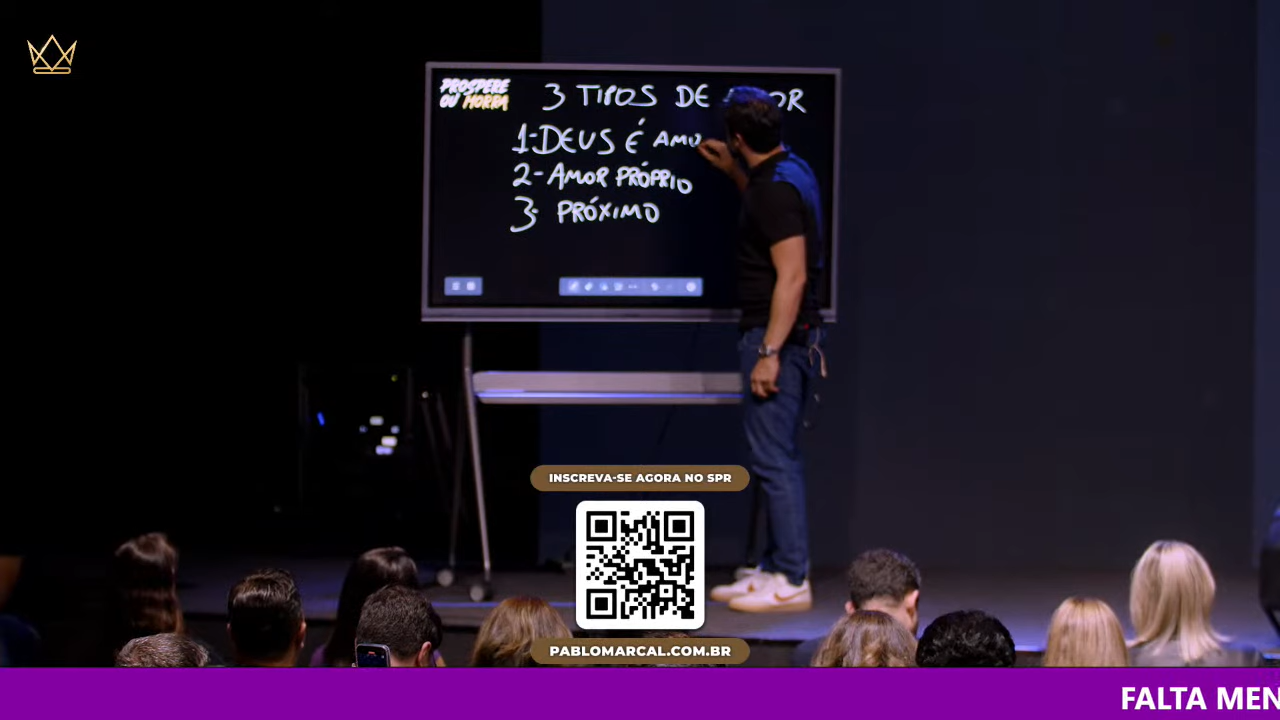 PROSPERE
OU MORRA
3 TIPOS DE
1-DEUS É AMO
2- AMOR PRÓPRIO
3- PRÓXIMO
INSCREVA-SE AGORA NO SPR
PABLOMARCAL.COM.BR
FALTA MEN